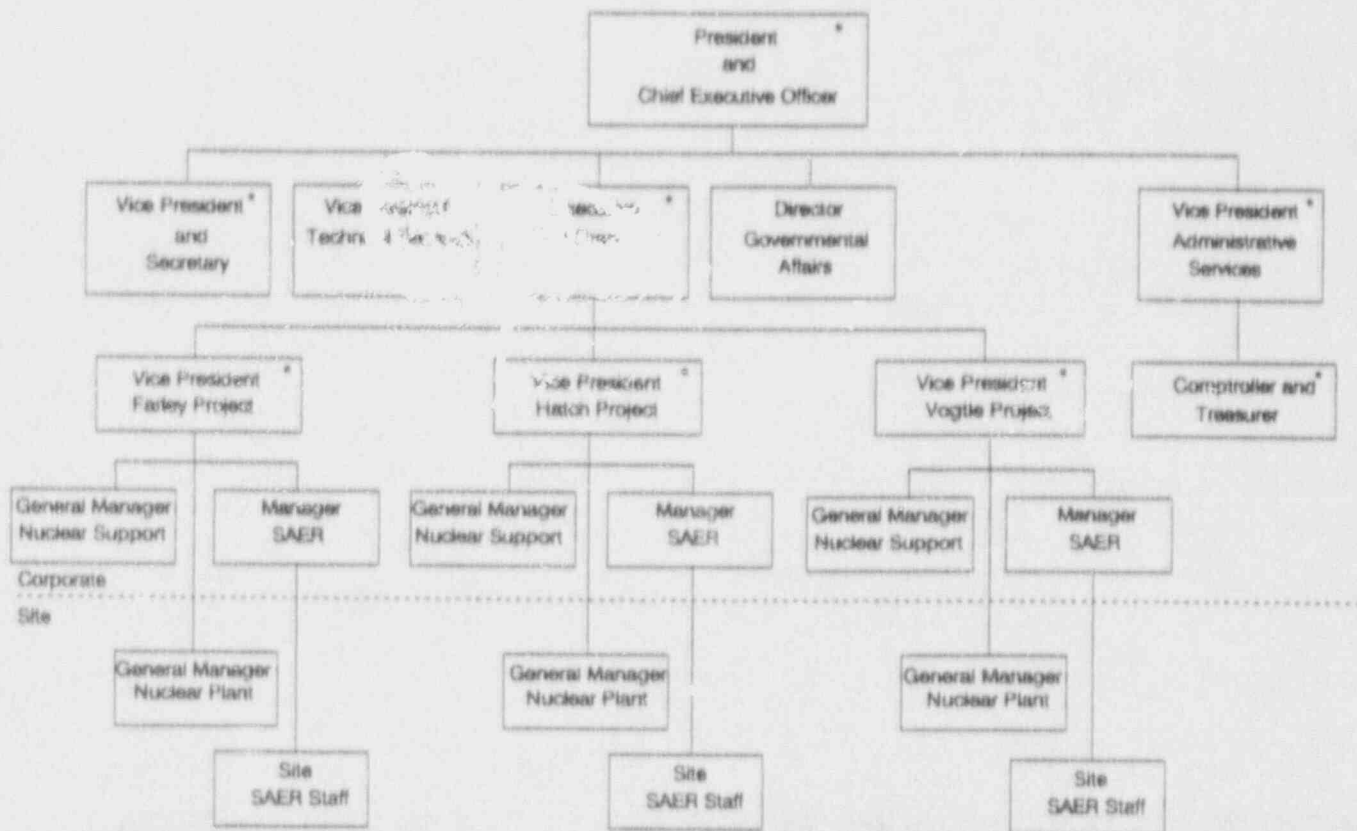 President *
and
Chief Executive Officer
Vice President *
and
Secretary
Vice *
Director
Governmental
Affairs
Vice President *
Administrative
Services
Vice President *
Farley Project
Vice President *
Hatch Project
Vice President *
Vogtle Project
Comptroller and *
Treasurer
General Manager
Nuclear Support
Manager
SAER
General Manager
Nuclear Support
Manager
SAER
General Manager
Nuclear Support
Manager
SAER
Corporate
Site
General Manager
Nuclear Plant
General Manager
Nuclear Plant
General Manager
Nuclear Plant
Site
SAER Staff
Site
SAER Staff
Site
SAER Staff